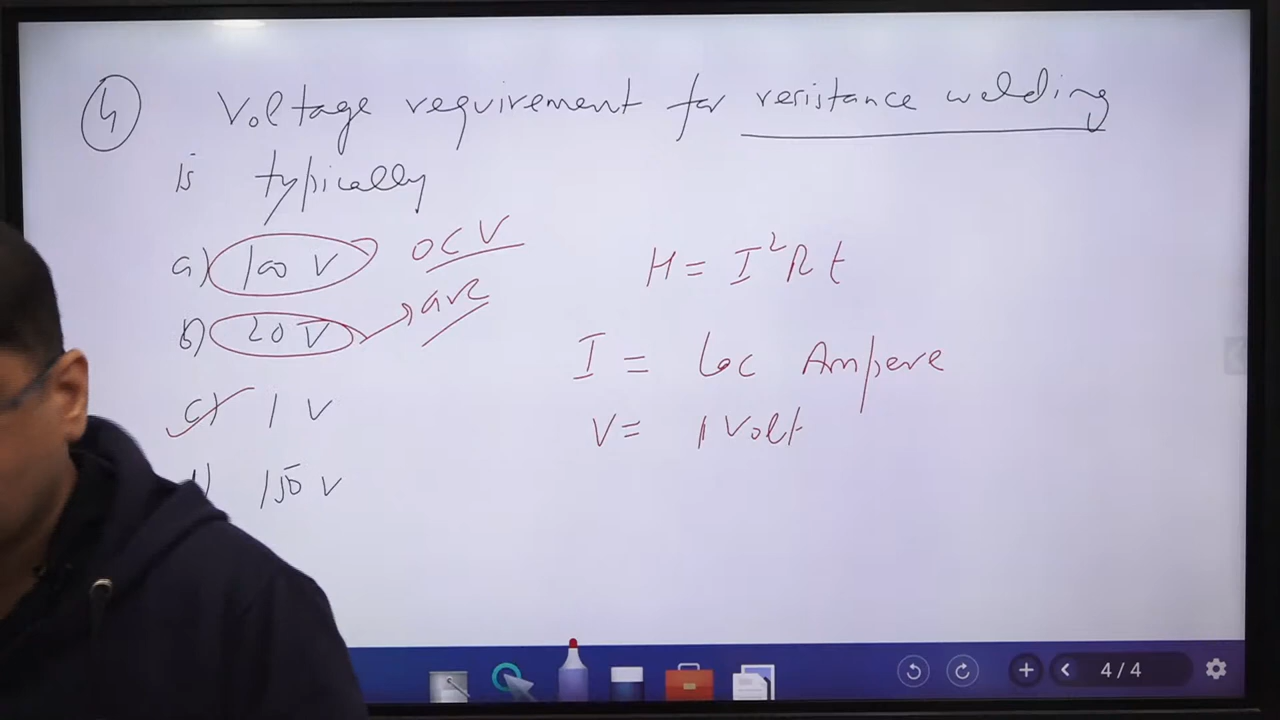 4 Voltage requirement for resistance welding
is typically
a) 100 V OCV
b) 20 V arc
c) 1 V
150 V
H = I²Rt
I = Ampere
V = 1 Volt
4/4